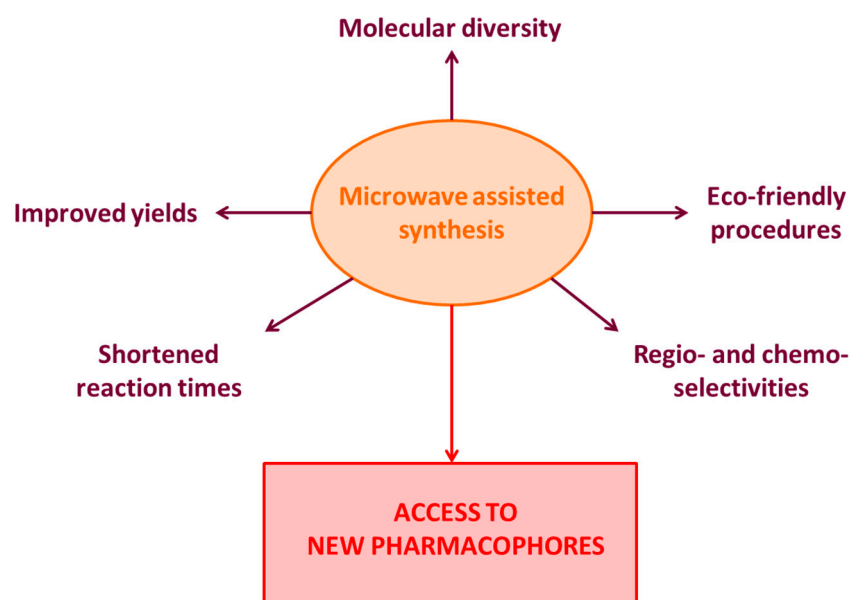 Molecular diversity
Microwave assisted
synthesis
Improved yields
Eco-friendly
procedures
Shortened
reaction times
Regio- and chemo-
selectivities
ACCESS TO
NEW PHARMACOPHORES